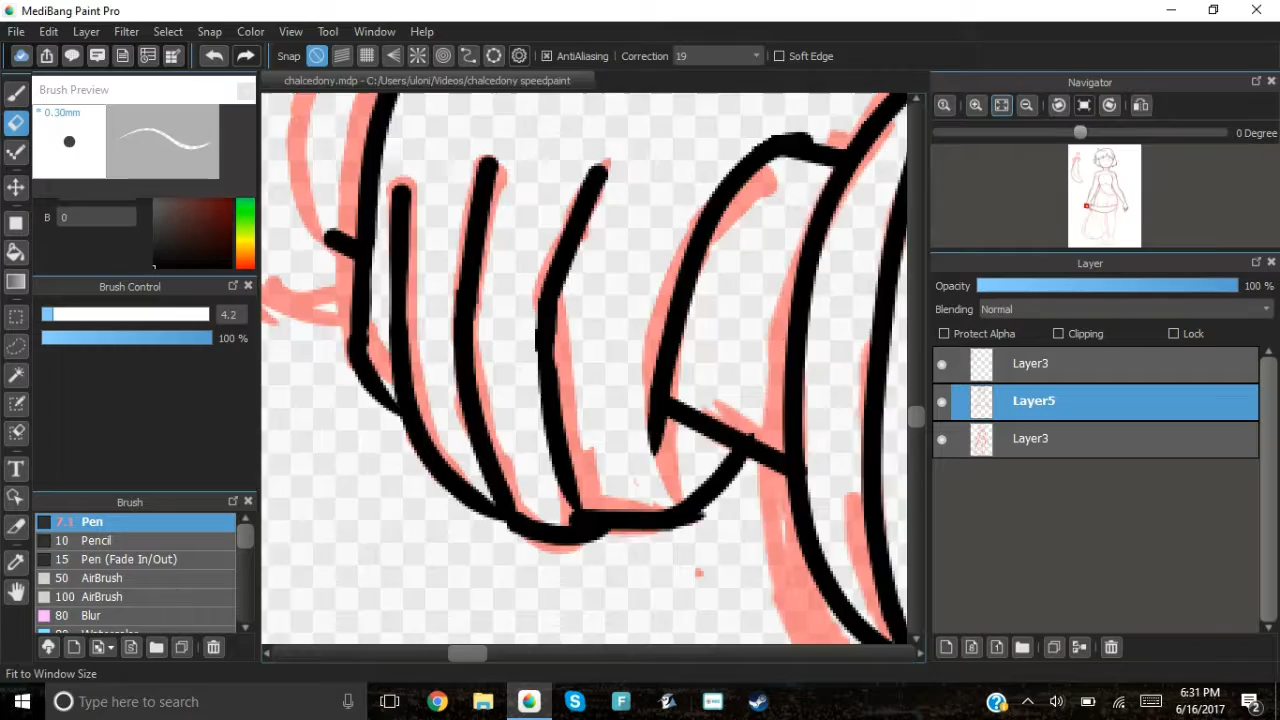 MediBang Paint Pro
File Edit View Layer Filter Select Snap Color View Tool Window Help
Snap AntiAliasing Correction 19 Soft Edge
chalcedony.mdp - C:/Users/uloni/Videos/chalcedony speedpaint
Brush Preview
* 0.30mm
B 0
Brush Control
4.2
100 %
Brush
7.1 Pen
10 Pencil
15 Pen (Fade In/Out)
50 AirBrush
100 AirBrush
80 Blur
Navigator
0 Degree
Layer
Opacity 100 %
Blending Normal
Protect Alpha Clipping Lock
Layer3
Layer5
Layer3
Fit to Window Size
Type here to search
6:31 PM
6/16/2017
2